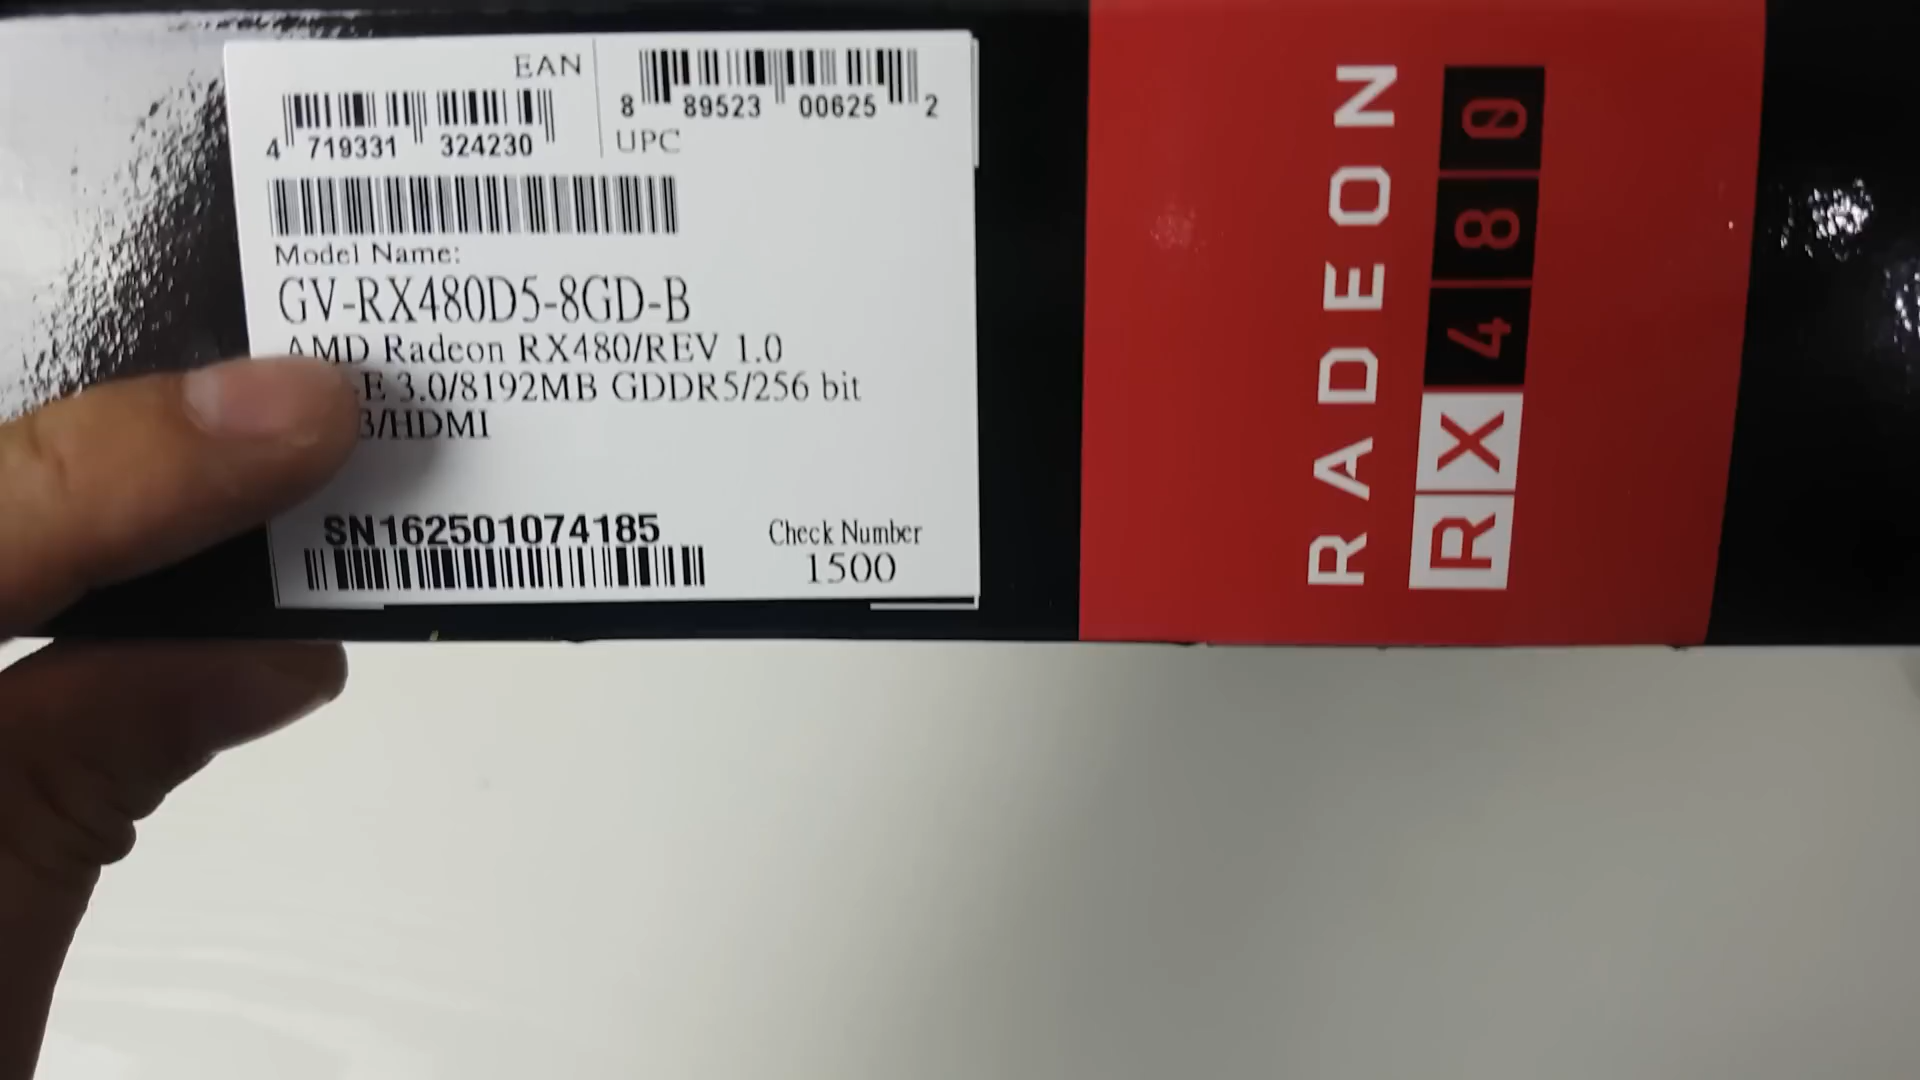 EAN
4 719331 324230
8 89523 00625 2
UPC
Model Name:
GV-RX480D5-8GD-B
AMD Radeon RX480/REV 1.0
-E 3.0/8192MB GDDR5/256 bit
3/HDMI
SN162501074185
Check Number
1500
RADEON
RX 480